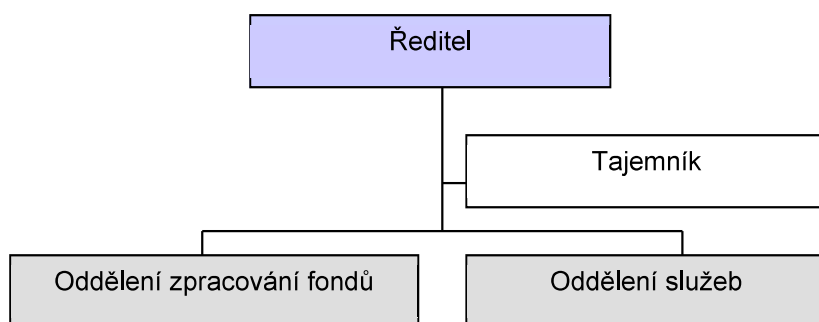 Ředitel
Tajemník
Oddělení zpracování fondů
Oddělení služeb